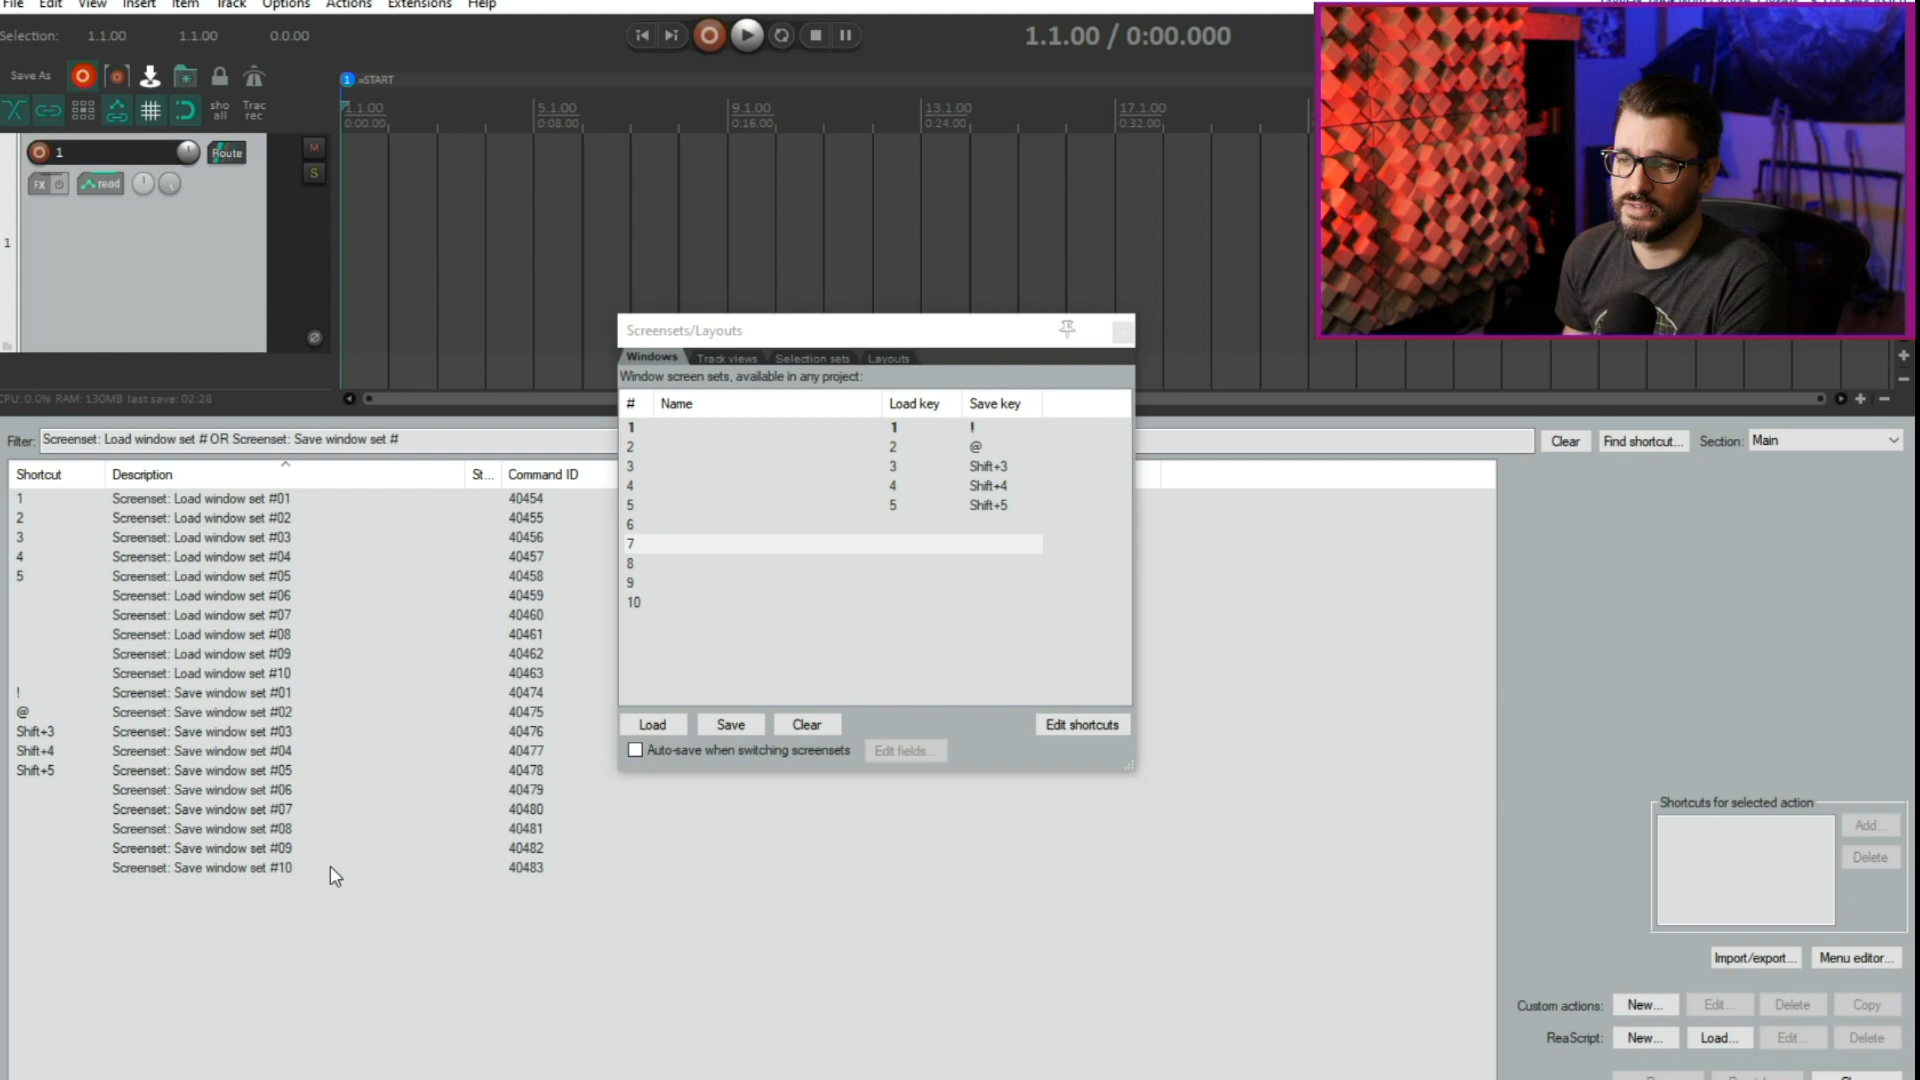 File Edit View Insert Item Track Options Actions Extensions Help
Selection: 1.1.00 1.1.00 0.0.00
1.1.00 / 0:00.000
Save As
1 =START
sho all
Trac rec
1.1.00 5.1.00 9.1.00 13.1.00 17.1.00
0:00.00 0:08.00 0:16.00 0:24.00 0:32.00
1 Route M
FX read S
1
CPU: 0.0% RAM: 130MB last save: 02:28
Screensets/Layouts
Windows Track views Selection sets Layouts
Window screen sets, available in any project:
# Name Load key Save key
1 1 !
2 2 @
3 3 Shift+3
4 4 Shift+4
5 5 Shift+5
6
7
8
9
10
Load Save Clear Edit shortcuts
Auto-save when switching screensets Edit fields...
Filter: Screenset: Load window set # OR Screenset: Save window set # Clear Find shortcut... Section: Main
Shortcut Description St... Command ID
1 Screenset: Load window set #01 40454
2 Screenset: Load window set #02 40455
3 Screenset: Load window set #03 40456
4 Screenset: Load window set #04 40457
5 Screenset: Load window set #05 40458
Screenset: Load window set #06 40459
Screenset: Load window set #07 40460
Screenset: Load window set #08 40461
Screenset: Load window set #09 40462
Screenset: Load window set #10 40463
! Screenset: Save window set #01 40474
@ Screenset: Save window set #02 40475
Shift+3 Screenset: Save window set #03 40476
Shift+4 Screenset: Save window set #04 40477
Shift+5 Screenset: Save window set #05 40478
Screenset: Save window set #06 40479
Screenset: Save window set #07 40480
Screenset: Save window set #08 40481
Screenset: Save window set #09 40482
Screenset: Save window set #10 40483
Shortcuts for selected action
Add...
Delete
Import/export... Menu editor...
Custom actions: New... Edit... Delete Copy
ReaScript: New... Load... Edit... Delete